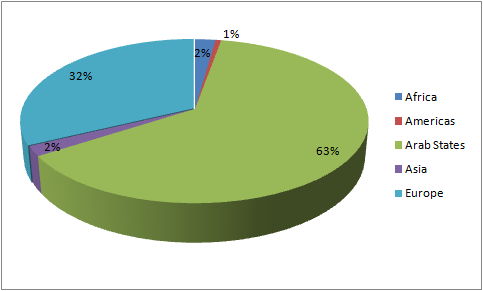 2%
1%
32%
63%
2%
Africa
Americas
Arab States
Asia
Europe